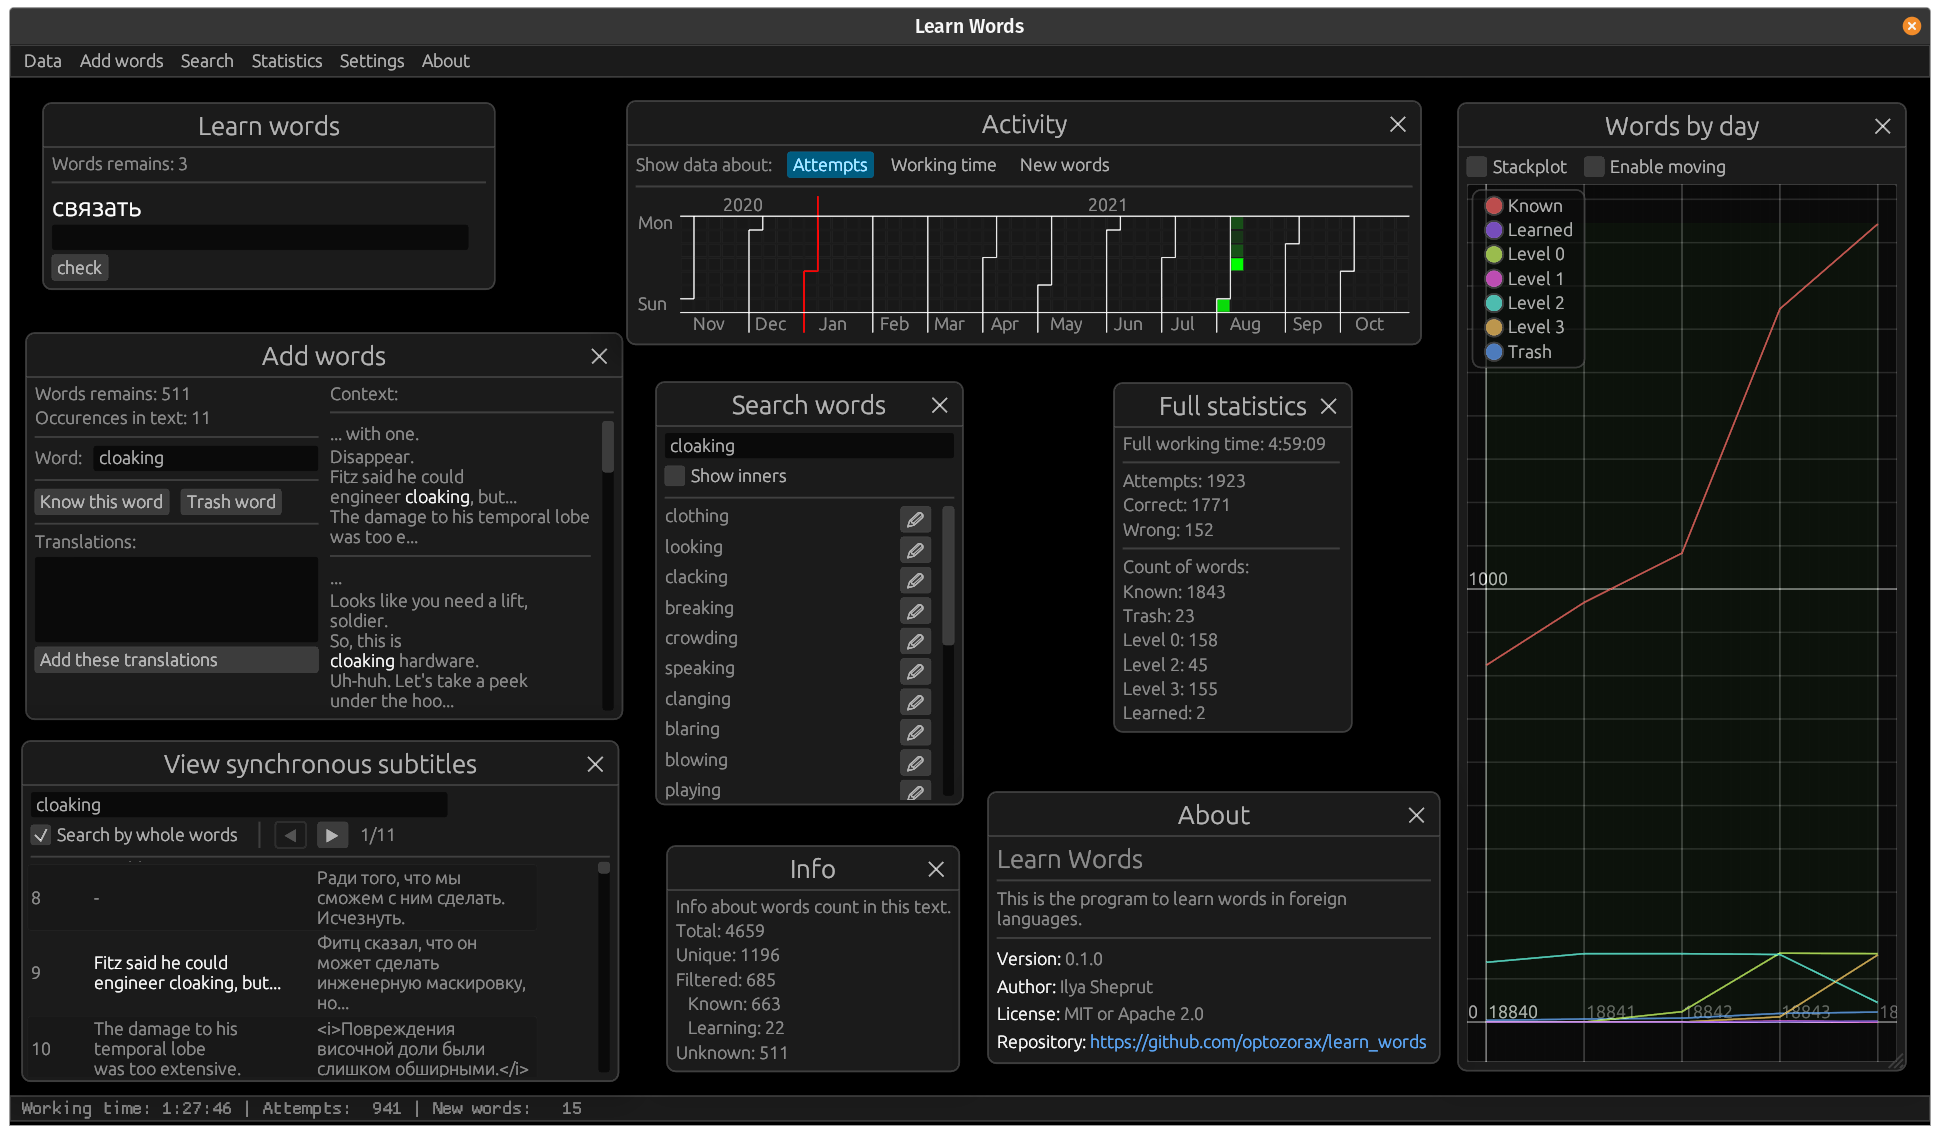 Learn Words
Data Add words Search Statistics Settings About
Learn words
Words remains: 3
связать
check
Add words
Words remains: 511
Occurences in text: 11
Word: cloaking
Know this word Trash word
Translations:
Add these translations
Context:
... with one.
Disappear.
Fitz said he could
engineer cloaking, but...
The damage to his temporal lobe
was too e...
...
Looks like you need a lift,
soldier.
So, this is
cloaking hardware.
Uh-huh. Let's take a peek
under the hoo...
View synchronous subtitles
cloaking
Search by whole words 1/11
8 - Ради того, что мы
сможем с ним сделать.
Исчезнуть.
9 Fitz said he could
engineer cloaking, but...
Фитц сказал, что он
может сделать
инженерную маскировку,
но...
10 The damage to his
temporal lobe
was too extensive.
<i>Повреждения
височной доли были
слишком обширными.</i>
Activity
Show data about: Attempts Working time New words
2020 2021
Mon
Sun
Nov Dec Jan Feb Mar Apr May Jun Jul Aug Sep Oct
Search words
cloaking
Show inners
clothing
looking
clacking
breaking
crowding
speaking
clanging
blaring
blowing
playing
Full statistics
Full working time: 4:59:09
Attempts: 1923
Correct: 1771
Wrong: 152
Count of words:
Known: 1843
Trash: 23
Level 0: 158
Level 2: 45
Level 3: 155
Learned: 2
Info
Info about words count in this text.
Total: 4659
Unique: 1196
Filtered: 685
Known: 663
Learning: 22
Unknown: 511
About
Learn Words
This is the program to learn words in foreign
languages.
Version: 0.1.0
Author: Ilya Sheprut
License: MIT or Apache 2.0
Repository: https://github.com/optozorax/learn_words
Words by day
Stackplot Enable moving
Known
Learned
Level 0
Level 1
Level 2
Level 3
Trash
1000
0 18840 18841 18842 18843 18
Working time: 1:27:46 | Attempts: 941 | New words: 15